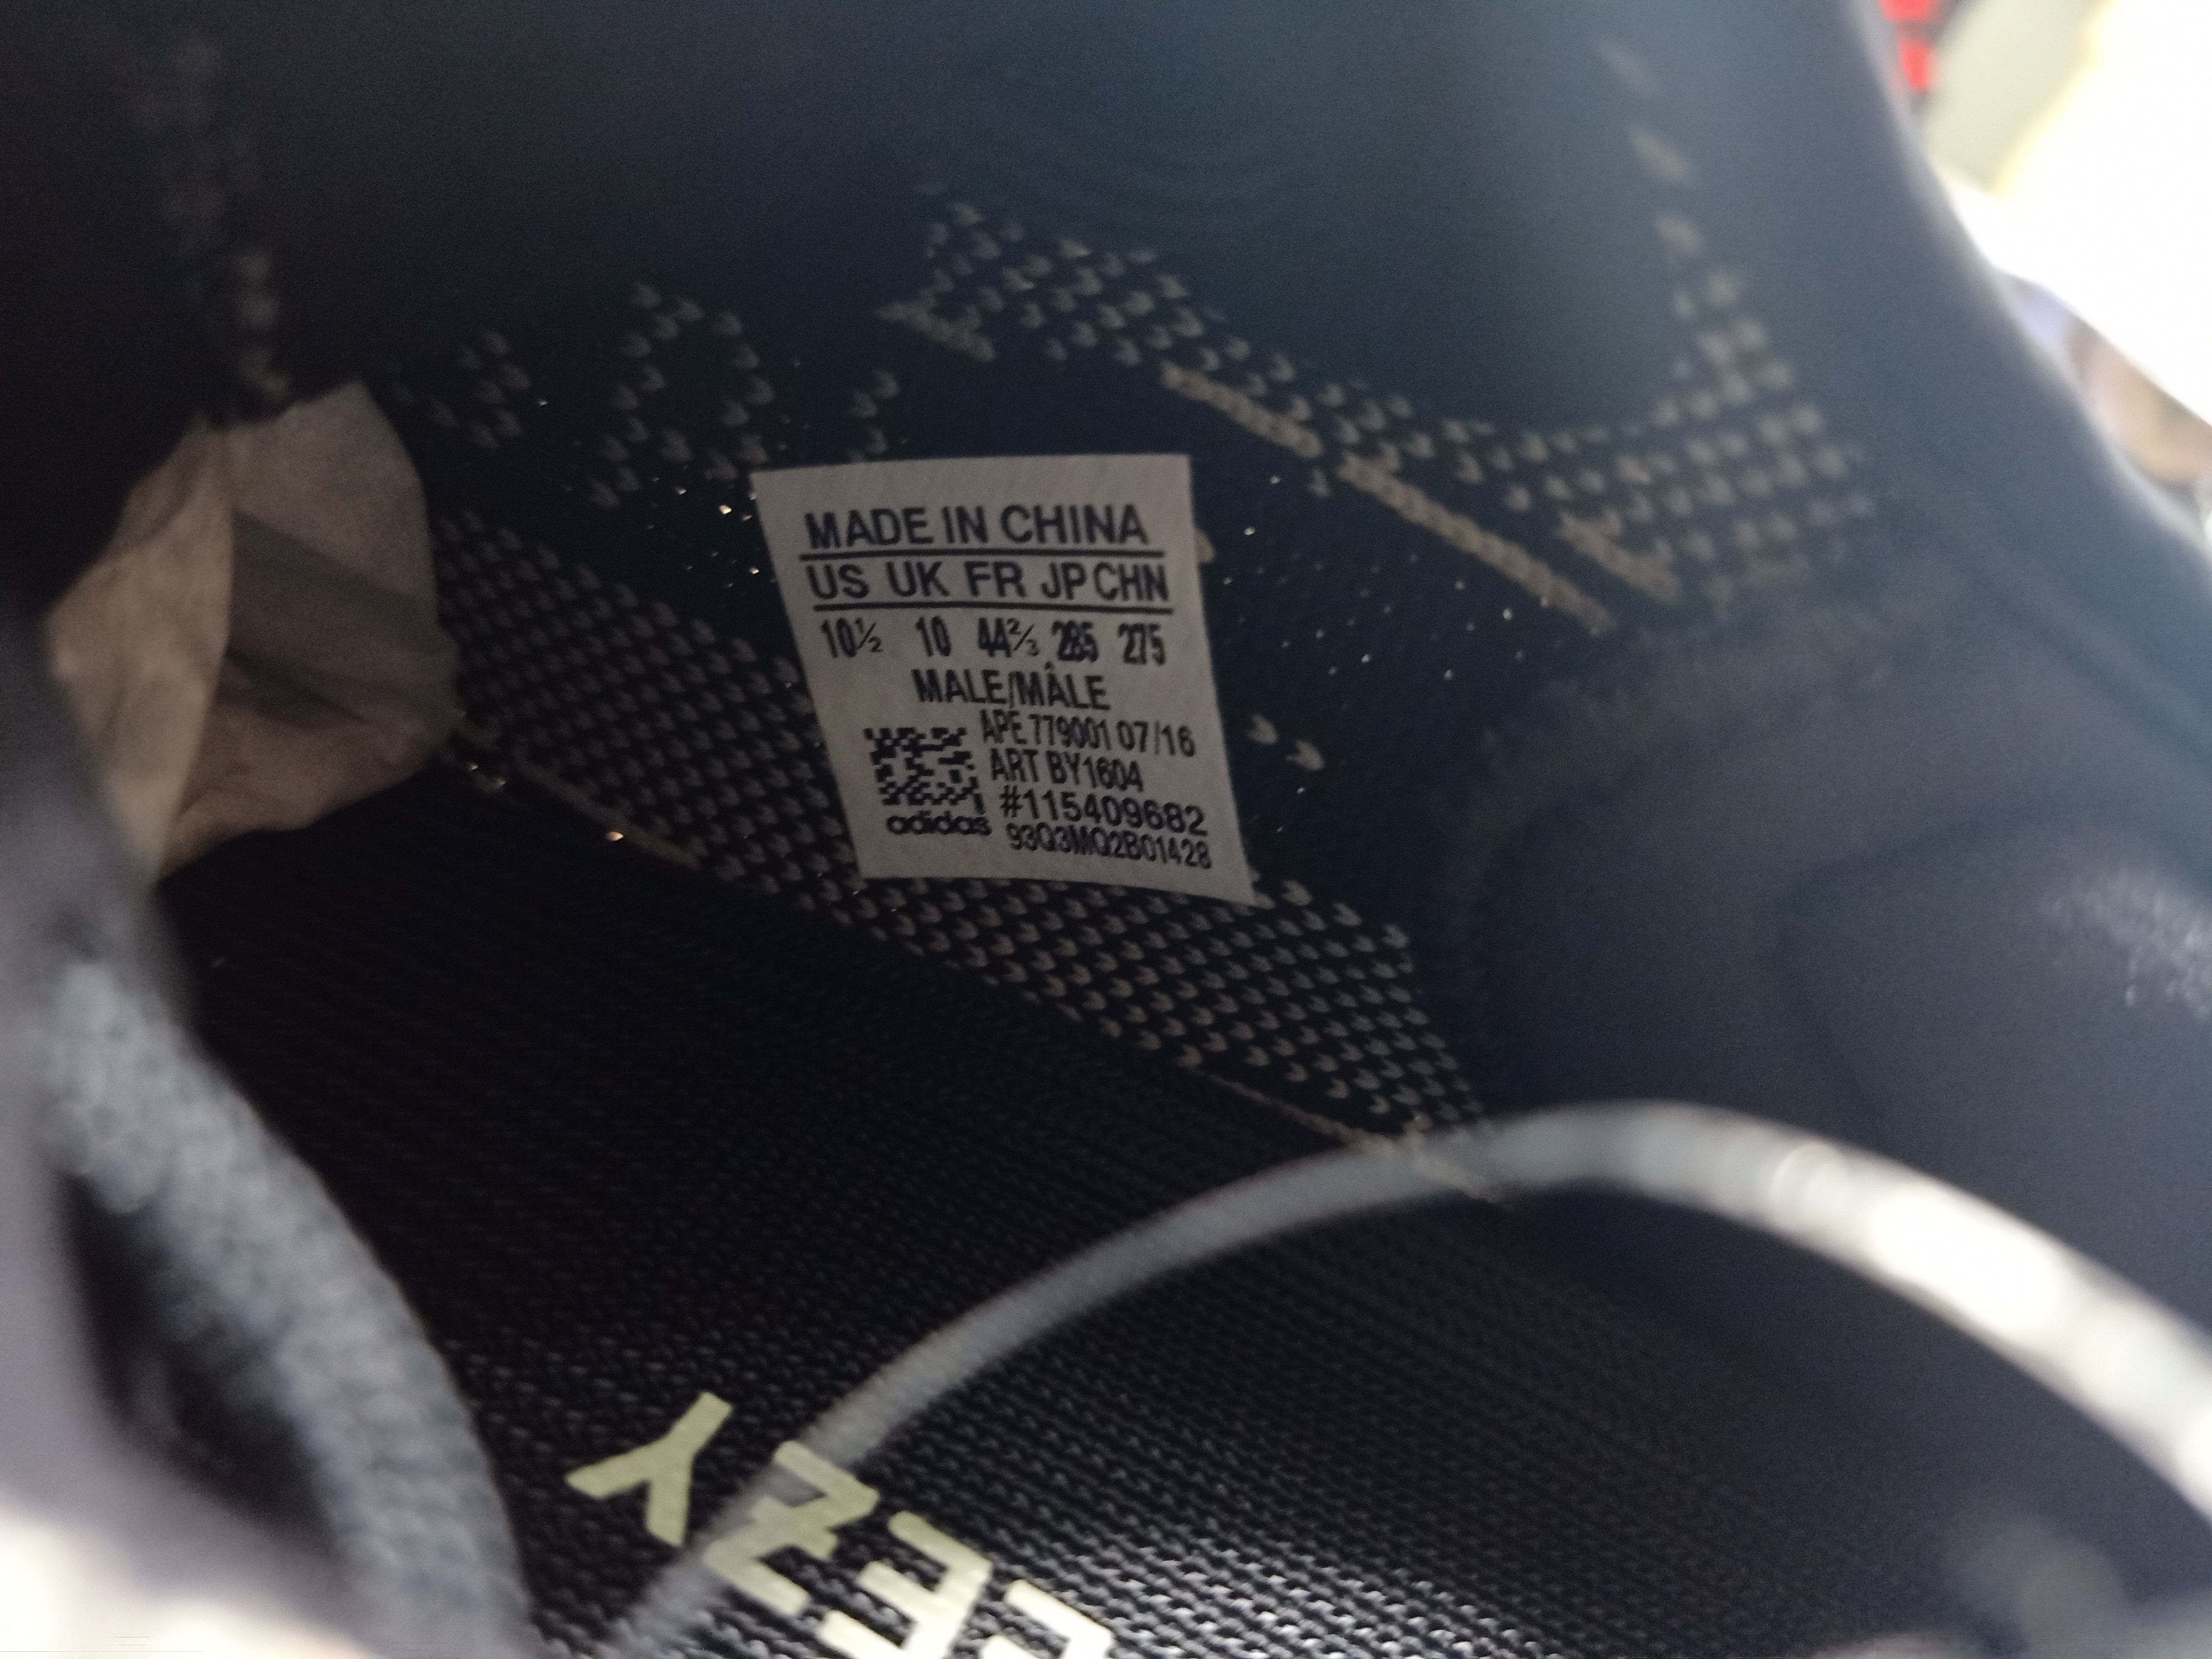 MADE IN CHINA
US UK FR JP CHN
10½ 10 44⅔ 285 275
MALE/MÂLE
APE 779001 07/16
ART BY1604
#115409682
adidas
93Q3MQ2B01428
YEE